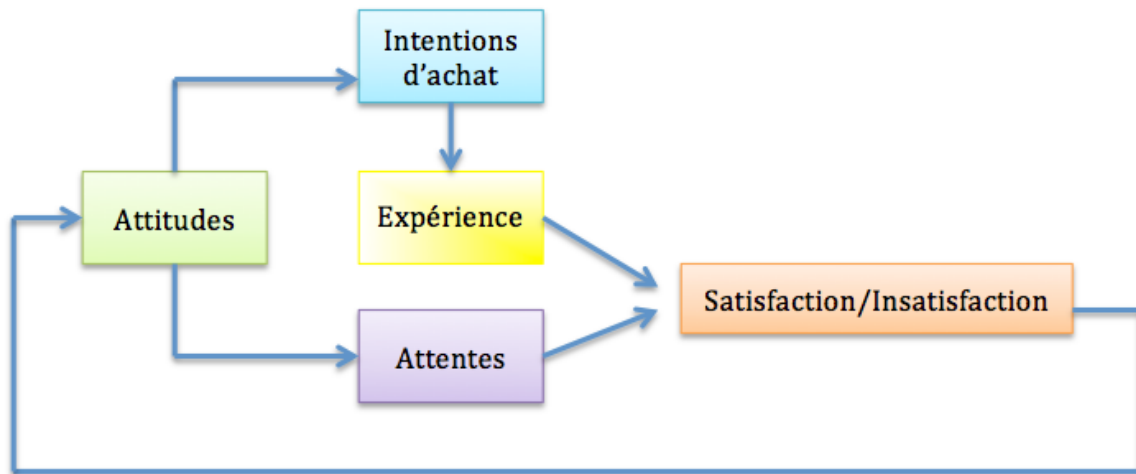 Intentions
d’achat
Attitudes
Expérience
Satisfaction/Insatisfaction
Attentes